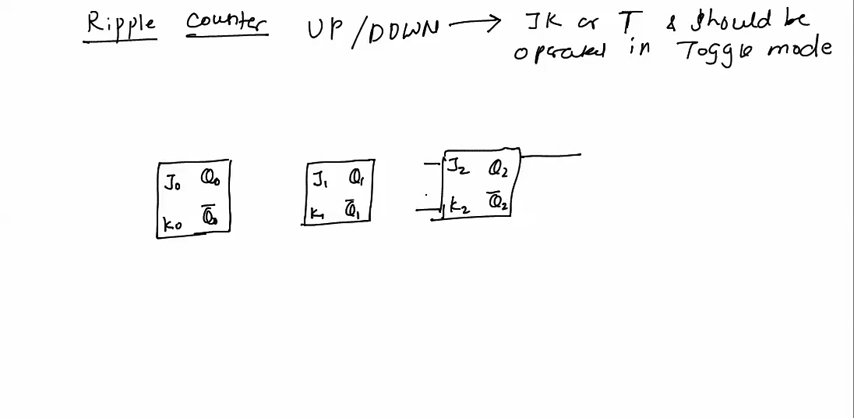 Ripple Counter UP/DOWN → JK or T & should be
operated in Toggle mode
J0 Q0 J1 Q1 J2 Q2
K0 Q̅0 K1 Q̅1 K2 Q̅2